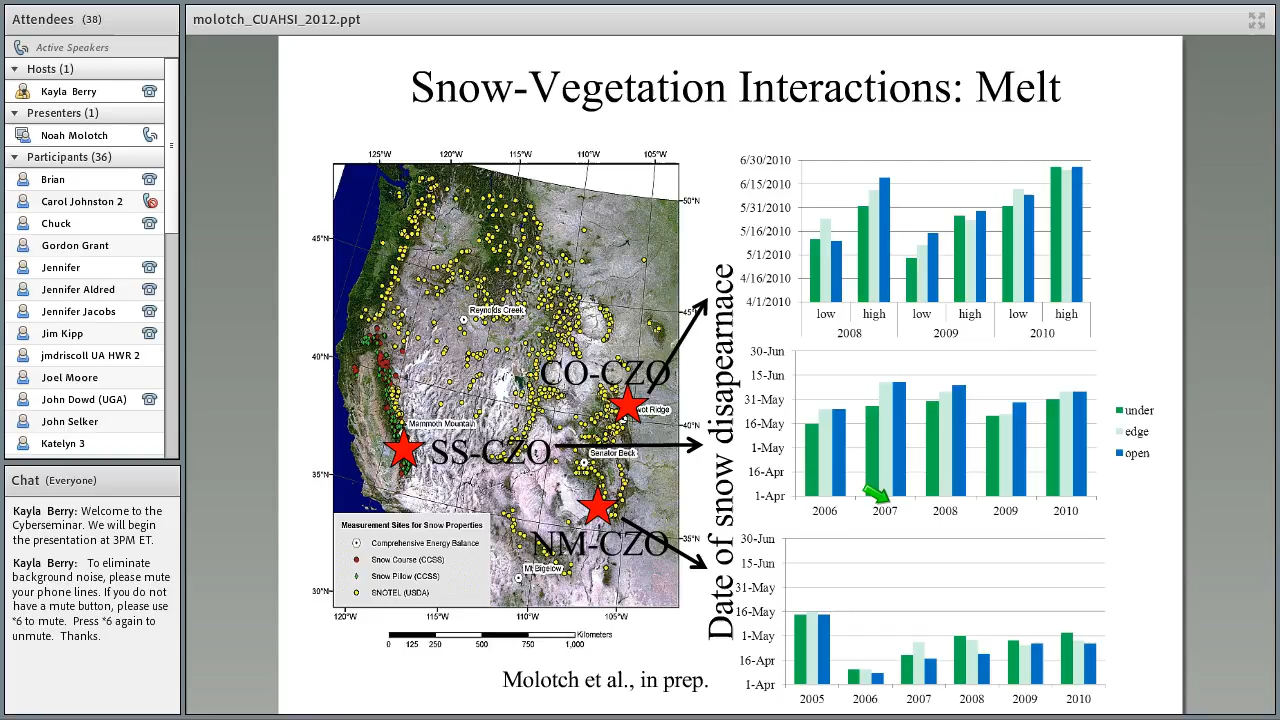 Attendees (38)
Active Speakers
Hosts (1)
Kayla Berry
Presenters (1)
Noah Molotch
Participants (36)
Brian
Carol Johnston 2
Chuck
Gordon Grant
Jennifer
Jennifer Aldred
Jennifer Jacobs
Jim Kipp
jmdriscoll UA HWR 2
Joel Moore
John Dowd (UGA)
John Selker
Katelyn 3
Chat (Everyone)
Kayla Berry: Welcome to the
Cyberseminar. We will begin
the presentation at 3PM ET.
Kayla Berry: To eliminate
background noise, please mute
your phone lines. If you do not
have a mute button, please use
*6 to mute. Press *6 again to
unmute. Thanks.
molotch_CUAHSI_2012.ppt
Snow-Vegetation Interactions: Melt
125°W 120°W 115°W 110°W 105°W
50°N
45°N
45°N
40°N
40°N
35°N
35°N
30°N
120°W 115°W 110°W 105°W
Reynolds Creek
CO-CZO
Mammoth Mountain
SS-CZO
Senator Beck
NM-CZO
Mt Bigelow
Measurement Sites for Snow Properties
Comprehensive Energy Balance
Snow Course (CCSS)
Snow Pillow (CCSS)
SNOTEL (USDA)
Kilometers
0 125 250 500 750 1,000
Molotch et al., in prep.
Date of snow disapearnace
6/30/2010
6/15/2010
5/31/2010
5/16/2010
5/1/2010
4/16/2010
4/1/2010
low high low high low high
2008 2009 2010
30-Jun
15-Jun
31-May
16-May
1-May
16-Apr
1-Apr
2006 2007 2008 2009 2010
under
edge
open
30-Jun
15-Jun
31-May
16-May
1-May
16-Apr
1-Apr
2005 2006 2007 2008 2009 2010